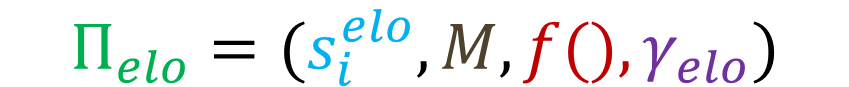 Π_elo = (s_i^elo, M, f(), γ_elo)